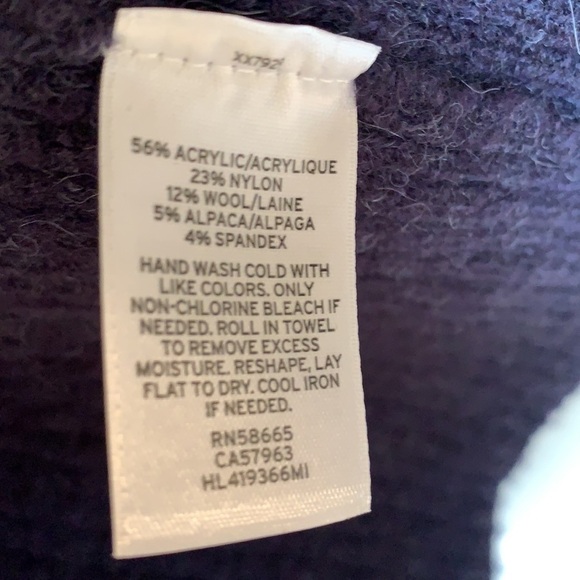 56% ACRYLIC/ACRYLIQUE
23% NYLON
12% WOOL/LAINE
5% ALPACA/ALPAGA
4% SPANDEX
HAND WASH COLD WITH
LIKE COLORS. ONLY
NON-CHLORINE BLEACH IF
NEEDED. ROLL IN TOWEL
TO REMOVE EXCESS
MOISTURE. RESHAPE, LAY
FLAT TO DRY. COOL IRON
IF NEEDED.
RN58665
CA57963
HL419366MI